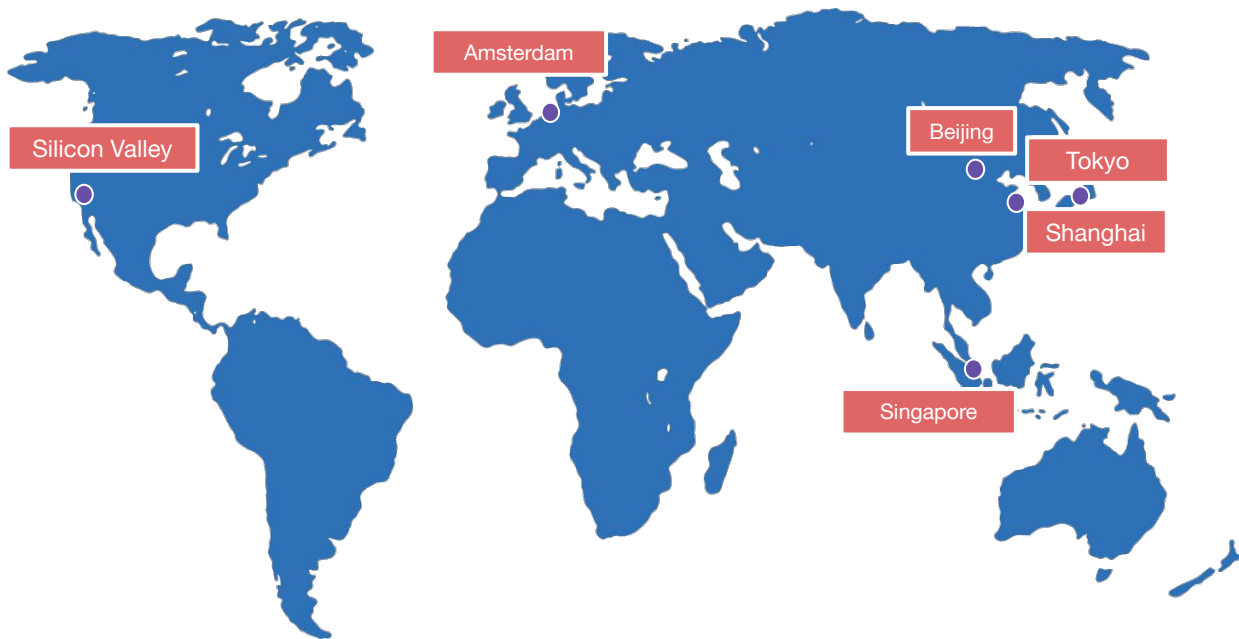 Amsterdam
Silicon Valley
Beijing
Tokyo
Shanghai
Singapore